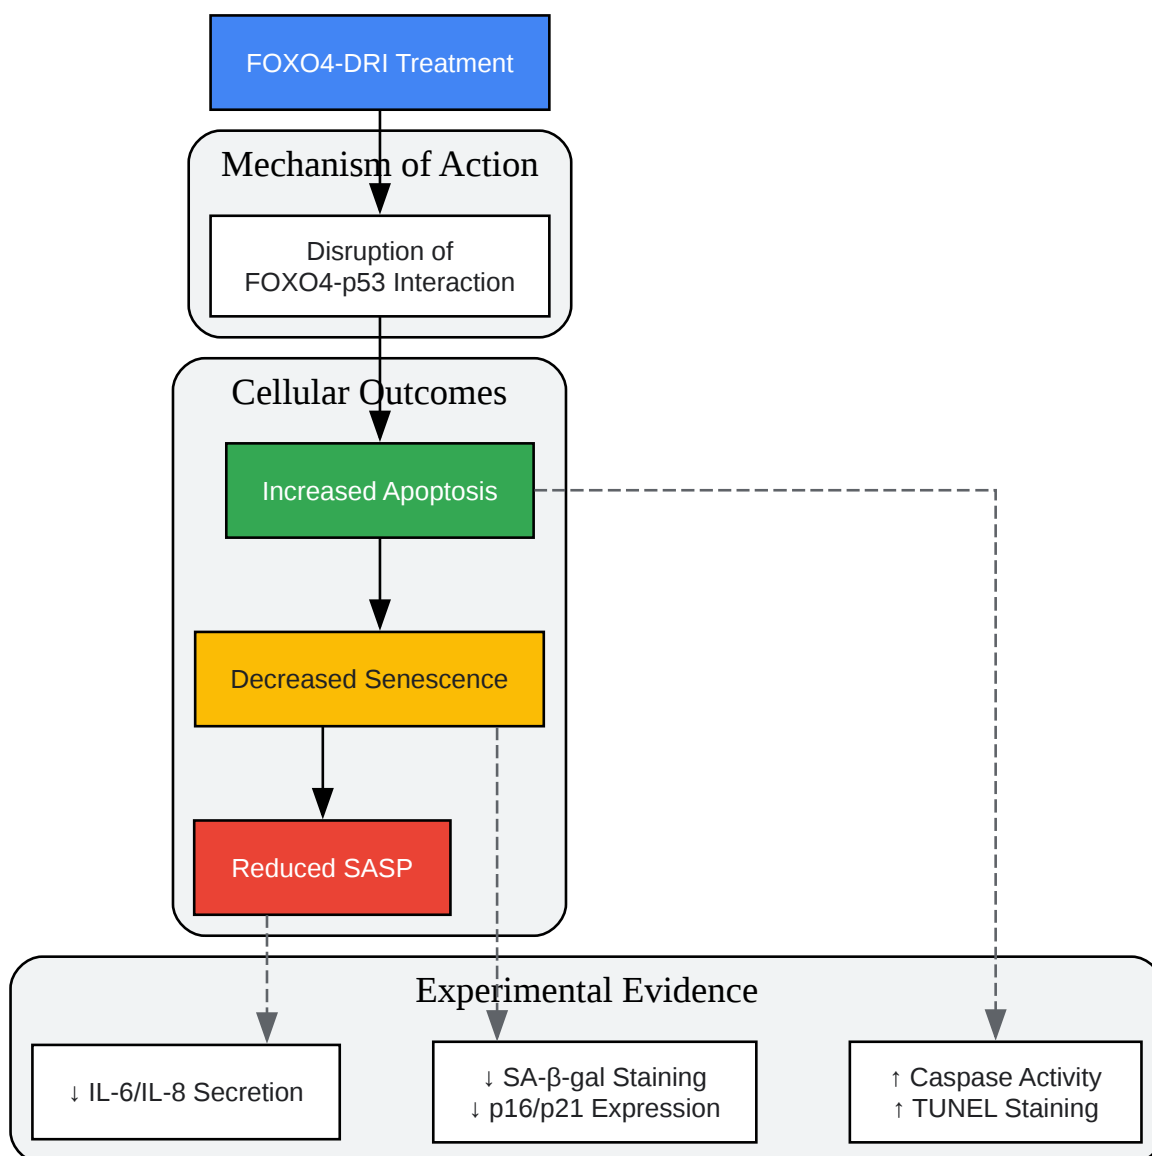 FOXO4-DRI Treatment
Mechanism of Action
Disruption of
FOXO4-p53 Interaction
Cellular Outcomes
Increased Apoptosis
Decreased Senescence
Reduced SASP
Experimental Evidence
↓ IL-6/IL-8 Secretion
↓ SA-β-gal Staining
↓ p16/p21 Expression
↑ Caspase Activity
↑ TUNEL Staining